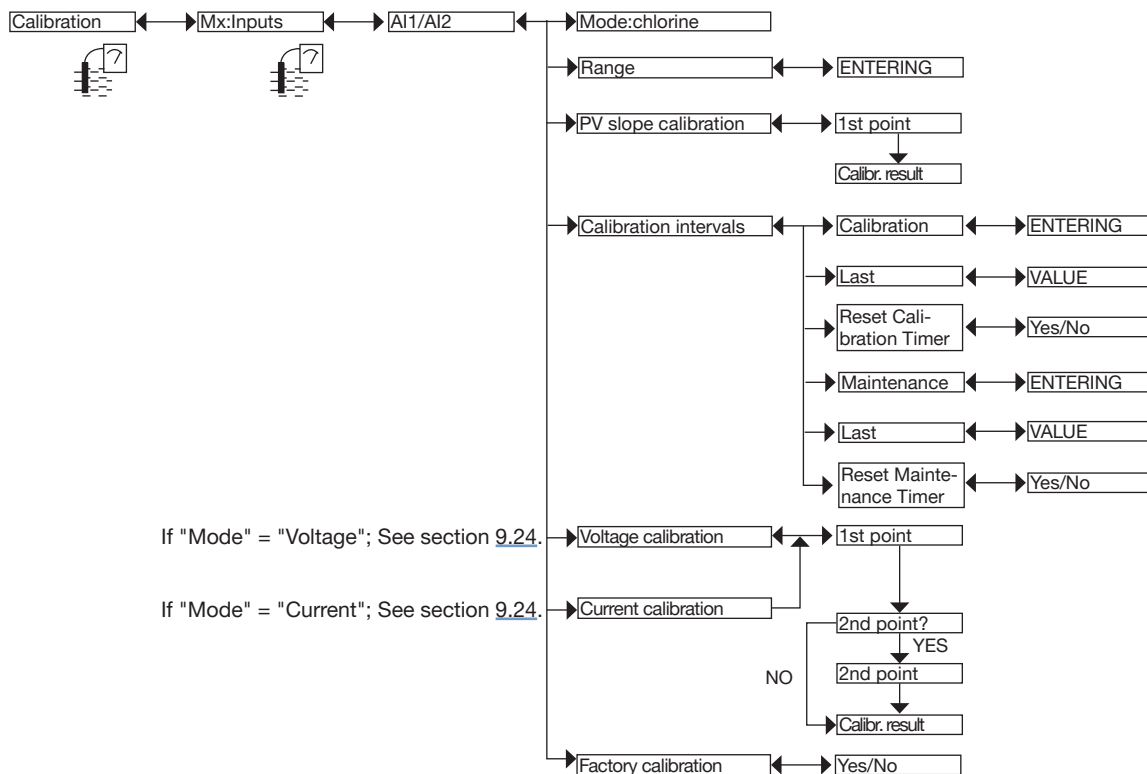 Calibration
Mx:Inputs
AI1/AI2
Mode:chlorine
Range
ENTERING
PV slope calibration
1st point
Calibr. result
Calibration intervals
Calibration
ENTERING
Last
VALUE
Reset Cali-
bration Timer
Yes/No
Maintenance
ENTERING
Last
VALUE
Reset Mainte-
nance Timer
Yes/No
If "Mode" = "Voltage"; See section 9.24.
Voltage calibration
1st point
If "Mode" = "Current"; See section 9.24.
Current calibration
2nd point?
YES
NO
2nd point
Calibr. result
Factory calibration
Yes/No